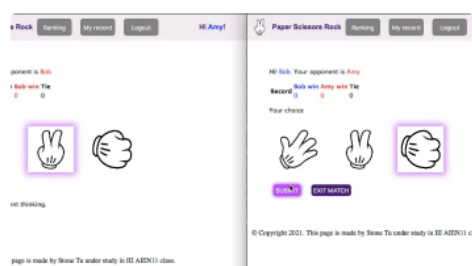 s Rock Ranking My record Logout Hi Amy!
ponent is Bob
Bob win Tie
0 0
nt thinking.
page is made by Stone Tu under study in III AIEN11 class.
Paper Scissors Rock Ranking My record Logout
Hi! Bob. Your opponent is Amy
Record Bob win Amy win Tie
0 0 0
Your choice
SUBMIT EXIT MATCH
© Copyright 2021. This page is made by Stone Tu under study in III AIEN11 c